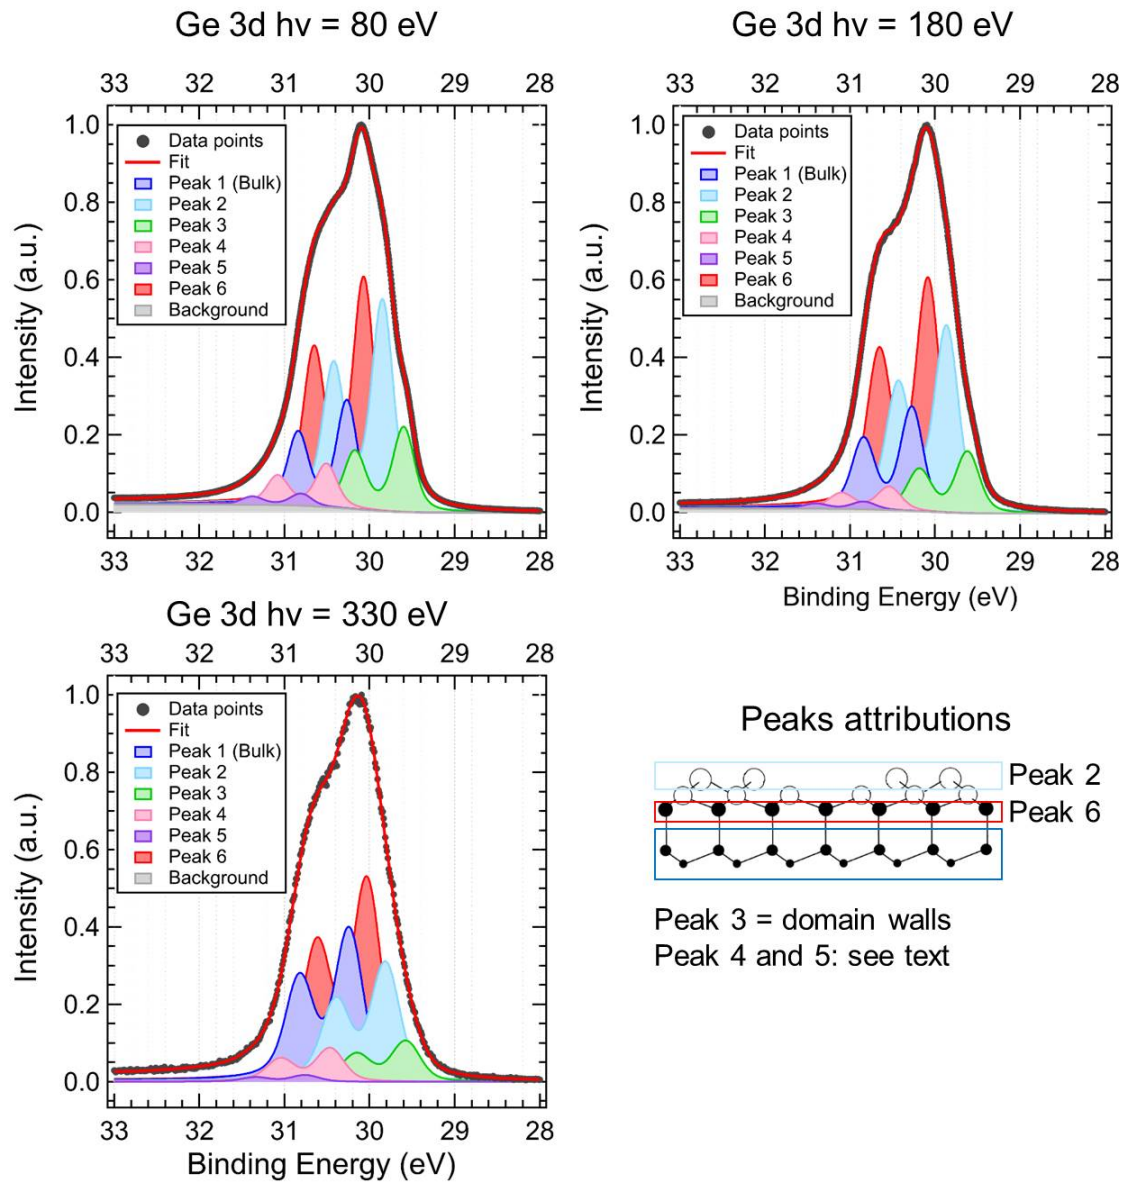 Ge 3d hv = 80 eV
33 32 31 30 29 28
1.0
0.8
0.6
0.4
0.2
0.0
Intensity (a.u.)
Data points
Fit
Peak 1 (Bulk)
Peak 2
Peak 3
Peak 4
Peak 5
Peak 6
Background
33 32 31 30 29 28
Ge 3d hv = 180 eV
33 32 31 30 29 28
1.0
0.8
0.6
0.4
0.2
0.0
Intensity (a.u.)
Data points
Fit
Peak 1 (Bulk)
Peak 2
Peak 3
Peak 4
Peak 5
Peak 6
Background
33 32 31 30 29 28
Binding Energy (eV)
Ge 3d hv = 330 eV
33 32 31 30 29 28
1.0
0.8
0.6
0.4
0.2
0.0
Intensity (a.u.)
Data points
Fit
Peak 1 (Bulk)
Peak 2
Peak 3
Peak 4
Peak 5
Peak 6
Background
33 32 31 30 29 28
Binding Energy (eV)
Peaks attributions
Peak 2
Peak 6
Peak 3 = domain walls
Peak 4 and 5: see text